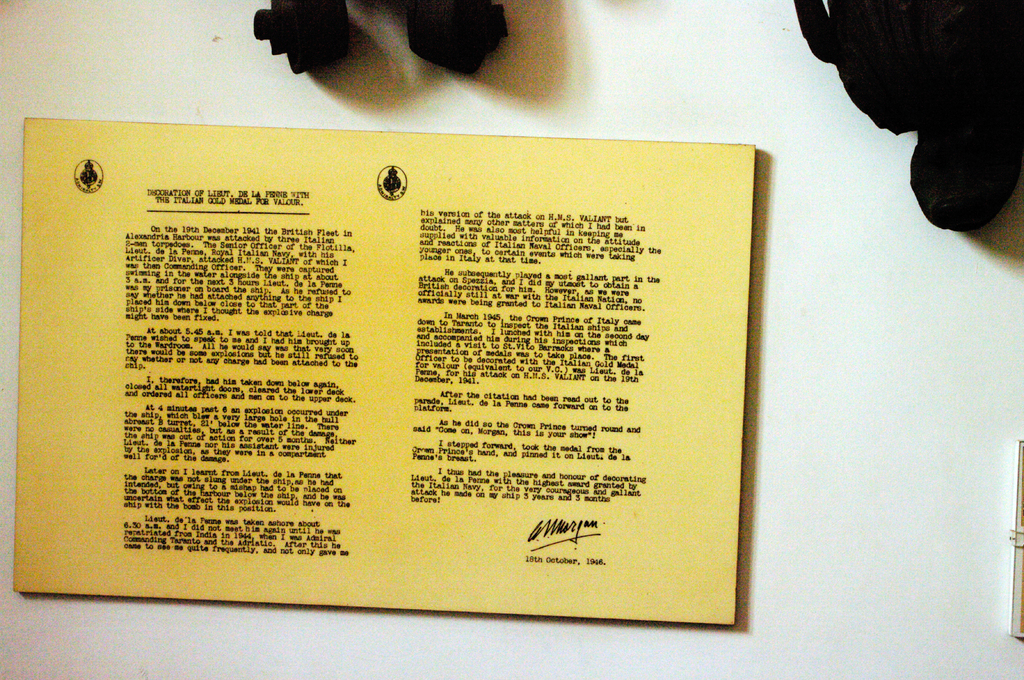 DECORATION OF LIEUT. DE LA PENNE WITH
THE ITALIAN GOLD MEDAL FOR VALOUR.
On the 19th December 1941 the British Fleet in
Alexandria Harbour was attacked by three Italian
2-men torpedoes. The Senior Officer of the Flotilla,
Lieut. de la Penne, Royal Italian Navy, with his
Artificer Diver, attacked H.M.S. VALIANT of which I
was then Commanding Officer. They were captured
swimming in the water alongside the ship at about
3 a.m. and for the next 3 hours Lieut. de la Penne
was my prisoner on board the ship. As he refused to
say whether he had attached anything to the ship I
placed him down below close to that part of the
ship's side where I thought the explosive charge
might have been fixed.
At about 5.45 a.m. I was told that Lieut. de la
Penne wished to speak to me and I had him brought up
to the Wardroom. All he would say was that very soon
there would be some explosions but he still refused to
say whether or not any charge had been attached to the
ship.
I, therefore, had him taken down below again,
closed all watertight doors, cleared the lower deck
and ordered all officers and men on to the upper deck.
At 4 minutes past 6 an explosion occurred under
the ship, which blew a very large hole in the hull
abreast B turret, 21' below the water line. There
were no casualties, but as a result of the damage,
the ship was out of action for over 5 months. Neither
Lieut. de la Penne nor his assistant were injured
by the explosion, as they were in a compartment
well for'd of the damage.
Later on I learnt from Lieut. de la Penne that
the charge was not slung under the ship,as he had
intended, but owing to a mishap had to be placed on
the bottom of the harbour below the ship, and he was
uncertain what effect the explosion would have on the
ship with the bomb in this position.
Lieut. de la Penne was taken ashore about
6.30 a.m. and I did not meet him again until he was
repatriated from India in 1944, when I was Admiral
Commanding Taranto and the Adriatic. After this he
came to see me quite frequently, and not only gave me
his version of the attack on H.M.S. VALIANT but
explained many other matters of which I had been in
doubt. He was also most helpful in keeping me
supplied with valuable information on the attitude
and reactions of Italian Naval Officers, especially the
younger ones, to certain events which were taking
place in Italy at that time.
He subsequently played a most gallant part in the
attack on Spezzia, and I did my utmost to obtain a
British decoration for him. However, as we were
officially still at war with the Italian Nation, no
awards were being granted to Italian Naval Officers.
In March 1945, the Crown Prince of Italy came
down to Taranto to inspect the Italian ships and
establishments. I lunched with him on the second day
and accompanied him during his inspections which
included a visit to St.Vito Barracks where a
presentation of medals was to take place. The first
Officer to be decorated with the Italian Gold Medal
for valour (equivalent to our V.C.) was Lieut. de la
Penne, for his attack on H.M.S. VALIANT on the 19th
December, 1941.
After the citation had been read out to the
parade, Lieut. de la Penne came forward on to the
platform.
As he did so the Crown Prince turned round and
said "Come on, Morgan, this is your show"!
I stepped forward, took the medal from the
Crown Prince's hand, and pinned it on Lieut. de la
Penne's breast.
I thus had the pleasure and honour of decorating
Lieut. de la Penne with the highest award granted by
the Italian Navy, for the very courageous and gallant
attack he made on my ship 3 years and 3 months
before!
Morgan.
18th October, 1946.